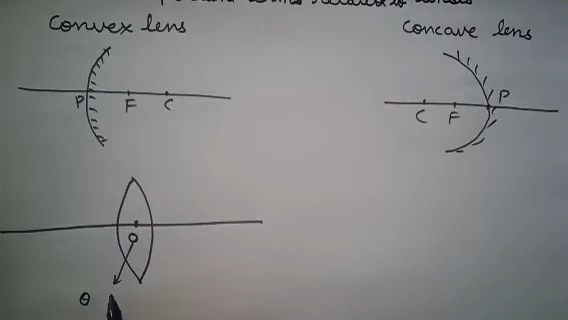 Convex lens
Concave lens
P F C
C F P
O
θ